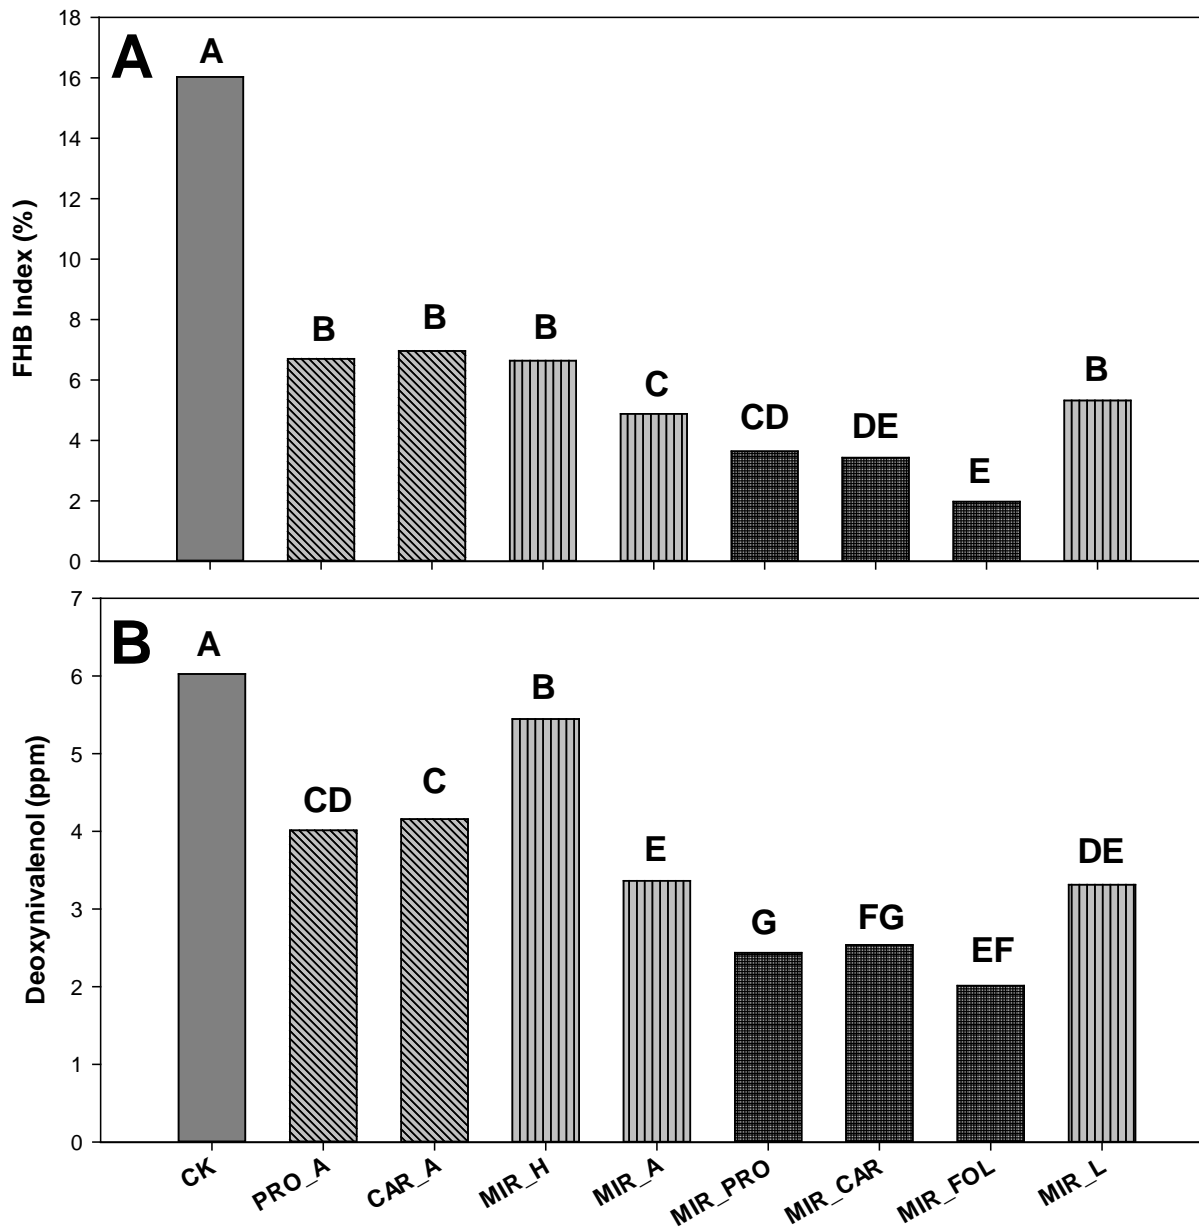 A
18
16
14
12
10
8
6
4
2
0
FHB Index (%)
A
B
B
B
C
CD
DE
E
B
B
7
6
5
4
3
2
1
0
Deoxynivalenol (ppm)
A
CD
C
B
E
G
FG
EF
DE
CK
PRO_A
CAR_A
MIR_H
MIR_A
MIR_PRO
MIR_CAR
MIR_FOL
MIR_L